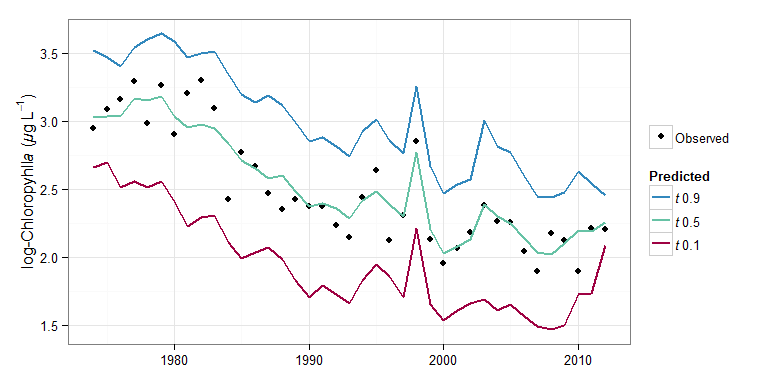 3.5
3.0
2.5
2.0
1.5
log-Chloropyhlla (μg.L⁻¹)
1980
1990
2000
2010
Observed
Predicted
t 0.9
t 0.5
t 0.1